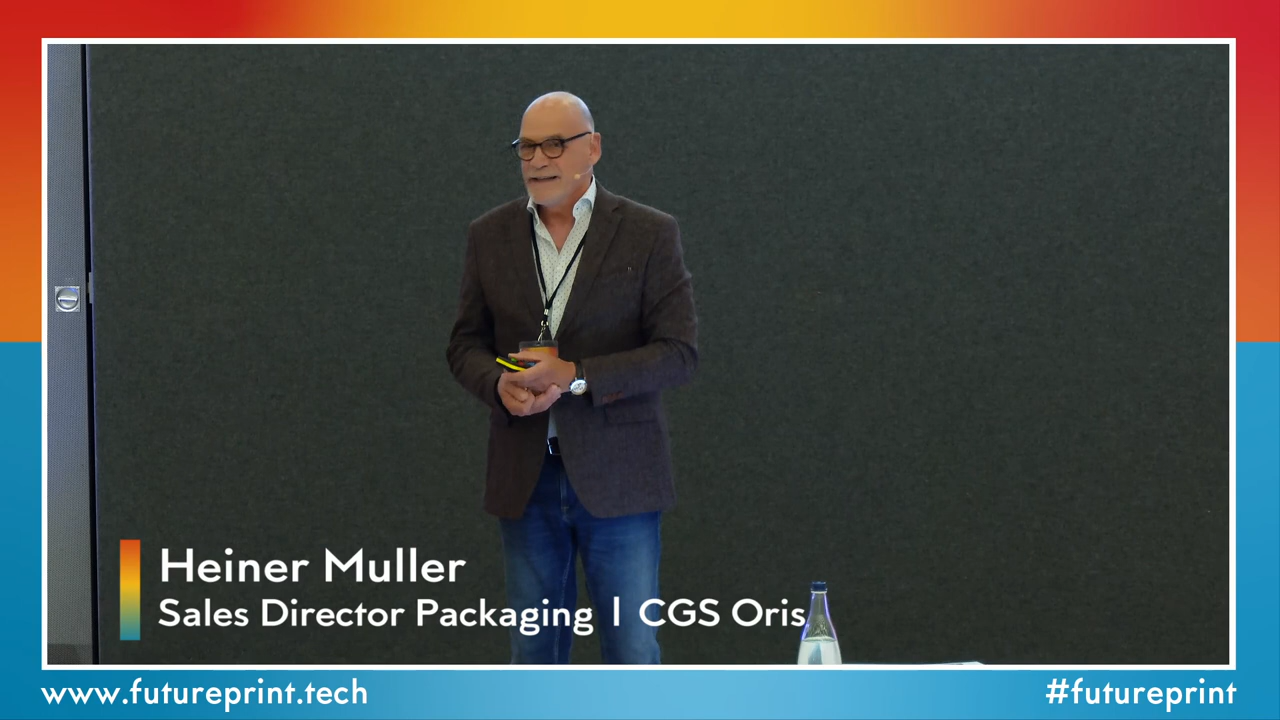 Heiner Muller
Sales Director Packaging | CGS Oris
www.futureprint.tech
#futureprint